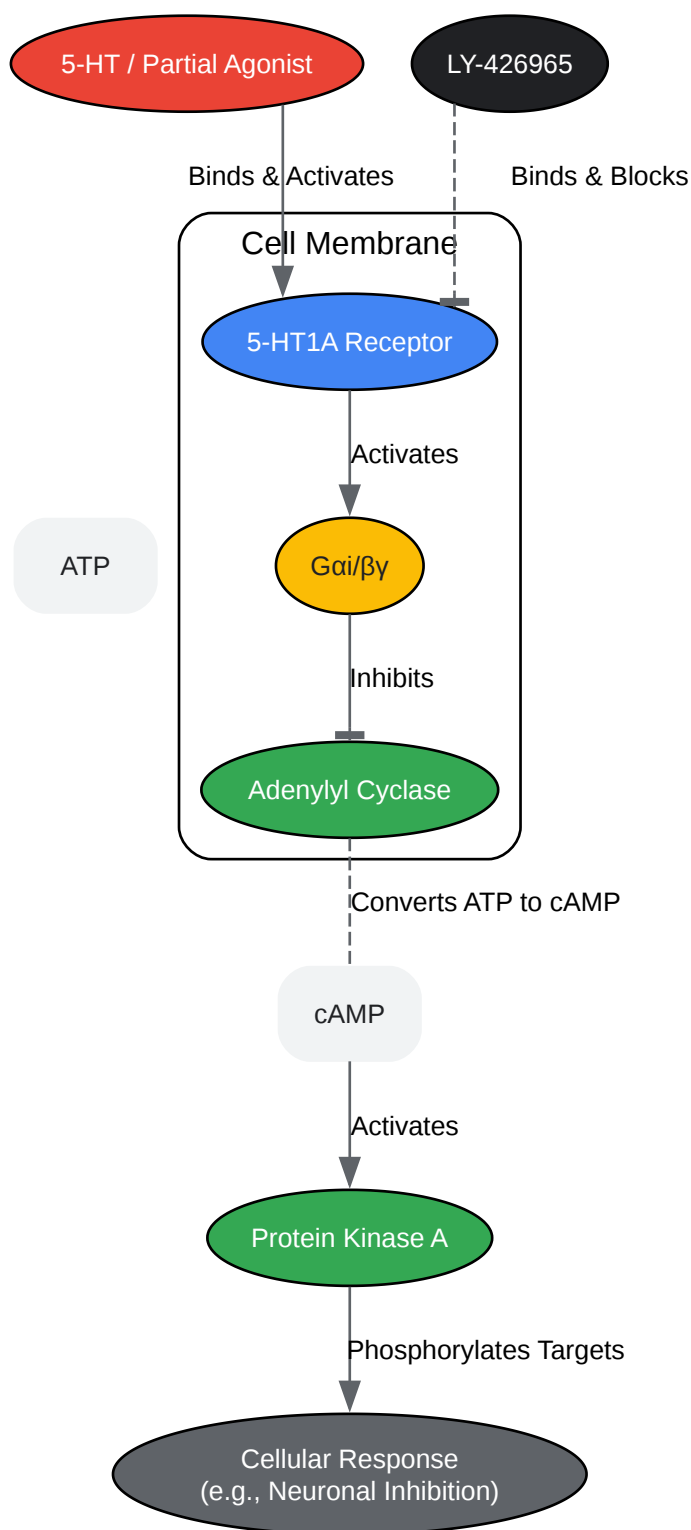 5-HT / Partial Agonist
LY-426965
Binds & Activates
Binds & Blocks
Cell Membrane
5-HT1A Receptor
Activates
ATP
Gαi/βγ
Inhibits
Adenylyl Cyclase
Converts ATP to cAMP
cAMP
Activates
Protein Kinase A
Phosphorylates Targets
Cellular Response
(e.g., Neuronal Inhibition)